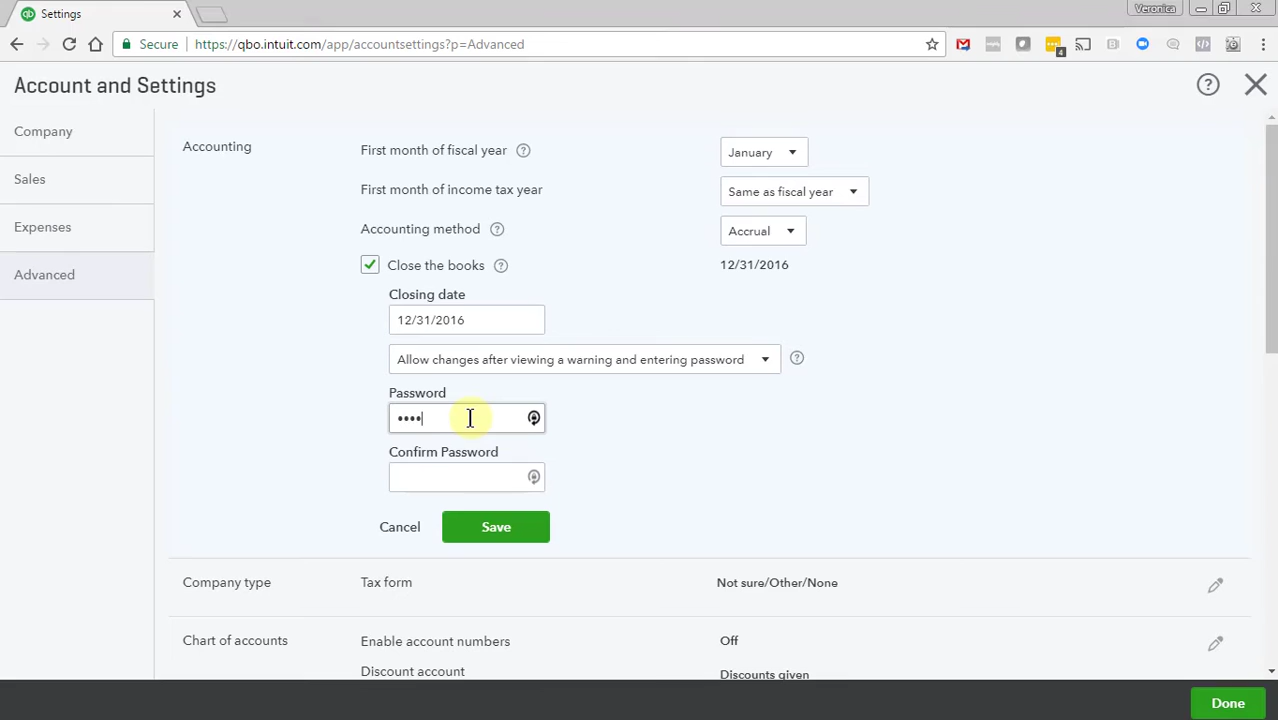 Settings
Veronica
Secure https://qbo.intuit.com/app/accountsettings?p=Advanced
4
Account and Settings
Company
Sales
Expenses
Advanced
Accounting
First month of fiscal year
January
First month of income tax year
Same as fiscal year
Accounting method
Accrual
Close the books
12/31/2016
Closing date
12/31/2016
Allow changes after viewing a warning and entering password
Password
••••
Confirm Password
Cancel
Save
Company type
Tax form
Not sure/Other/None
Chart of accounts
Enable account numbers
Off
Discount account
Discounts given
Done